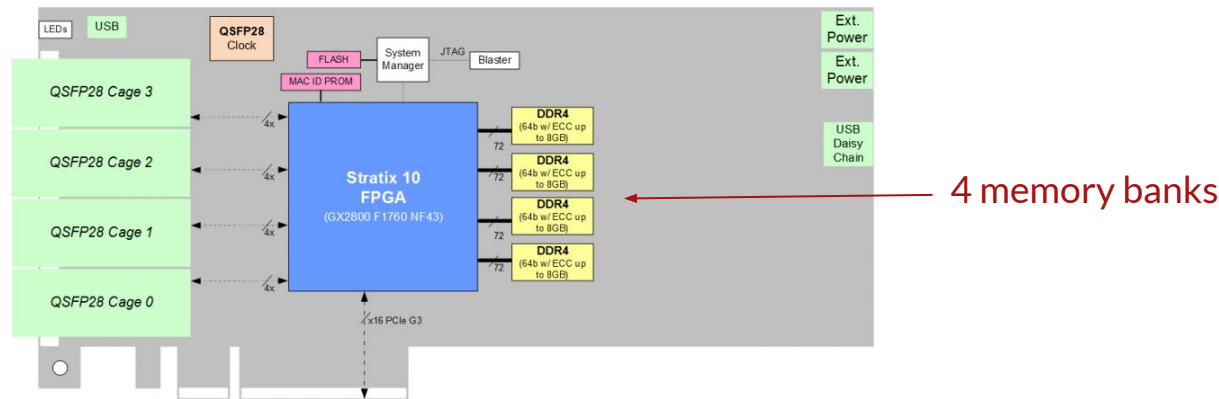 LEDs
USB
QSFP28
Clock
FLASH
System
Manager
JTAG
Blaster
MAC ID PROM
Ext.
Power
Ext.
Power
USB
Daisy
Chain
QSFP28 Cage 3
4x
QSFP28 Cage 2
4x
QSFP28 Cage 1
4x
QSFP28 Cage 0
4x
Stratix 10
FPGA
(GX2800 F1760 NF43)
72
DDR4
(64b w/ ECC up
to 8GB)
72
DDR4
(64b w/ ECC up
to 8GB)
72
DDR4
(64b w/ ECC up
to 8GB)
72
DDR4
(64b w/ ECC up
to 8GB)
4 memory banks
x16 PCIe G3